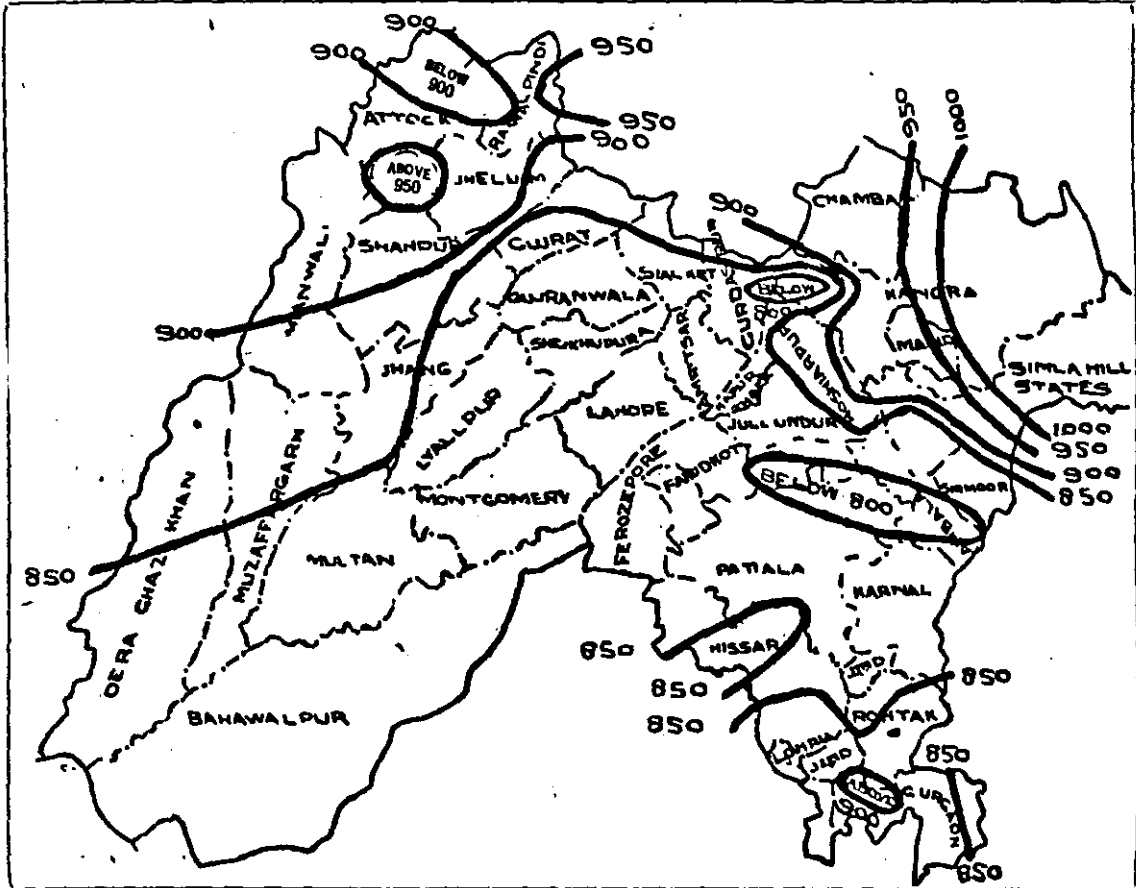 900
900
950
BELOW
900
RAWALPINDI
950
ATTOCK
900
ABOVE
950
JHELUM
950
1000
CHAMBA
900
MIANWALI
SHAHPUR
GUJRAT
SIALKOT
BELOW
800
KANGRA
GUJRANWALA
900
SHEIKHUPURA
AMRITSAR
HOSHIARPUR
MANDI
SIMLA HILL
STATES
JHANG
LYALLPUR
LAHORE
JULLUNDUR
1000
950
900
850
FEROZEPORE
FARIDKOT
BELOW 800
SIRMOOR
MUZAFFARGARH
MONTGOMERY
DERA GHAZI KHAN
850
MULTAN
PATIALA
KARNAL
HISSAR
850
850
850
JIND
850
ROHTAK
BAHAWALPUR
LOHARU
JIND
850
ABOVE
900
GURGAON
850